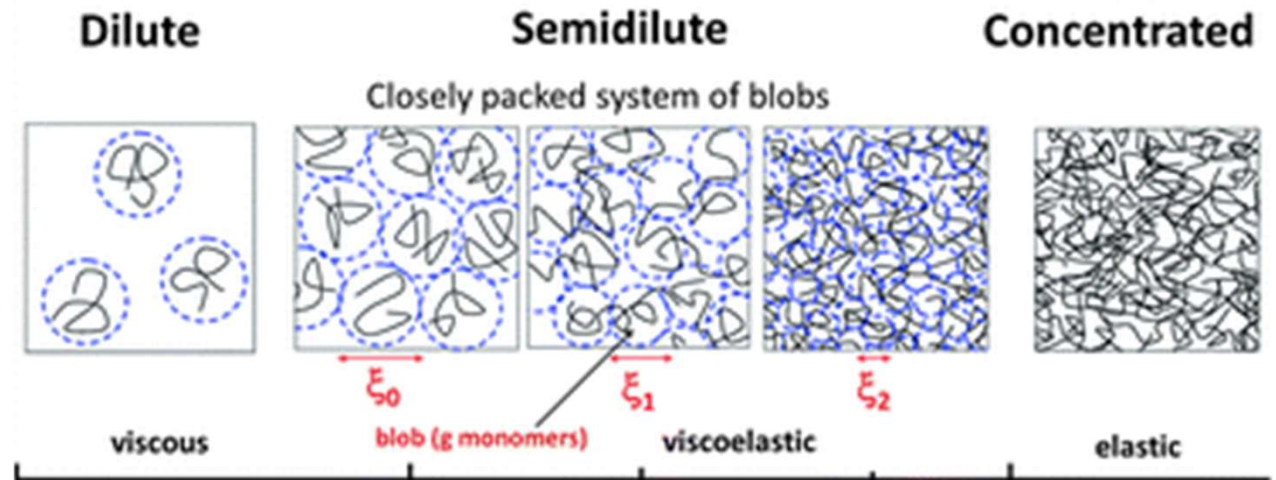 Dilute
Semidilute
Concentrated
Closely packed system of blobs
ξ0
ξ1
ξ2
blob (g monomers)
viscous
viscoelastic
elastic